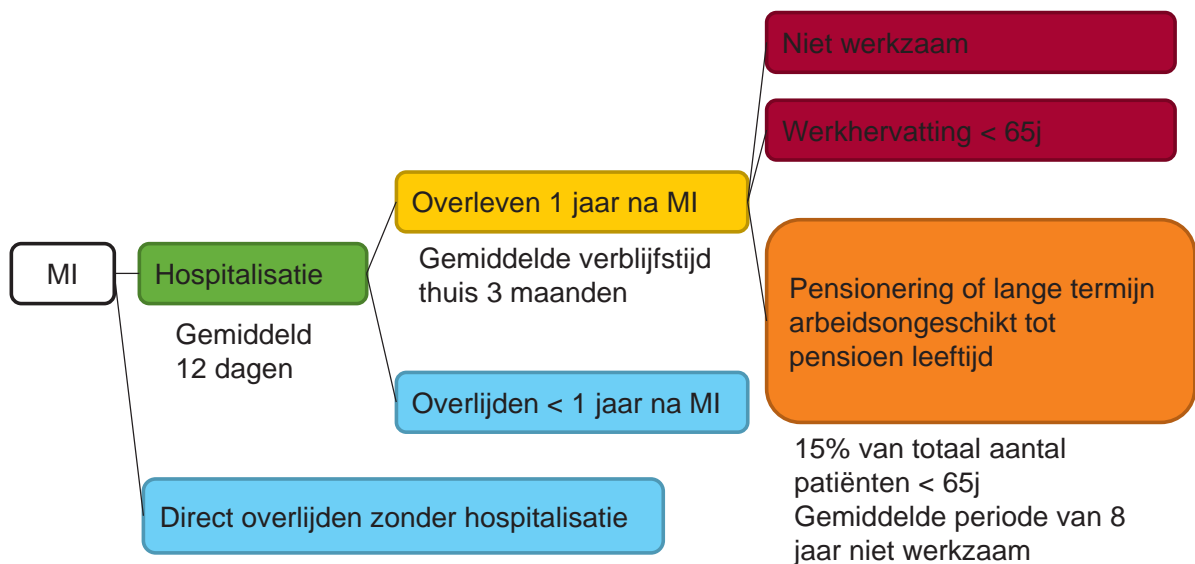 Niet werkzaam
Werkhervatting < 65j
Overleven 1 jaar na MI
Gemiddelde verblijfstijd
thuis 3 maanden
MI
Hospitalisatie
Gemiddeld
12 dagen
Pensionering of lange termijn
arbeidsongeschikt tot
pensioen leeftijd
Overlijden < 1 jaar na MI
15% van totaal aantal
patiënten < 65j
Gemiddelde periode van 8
jaar niet werkzaam
Direct overlijden zonder hospitalisatie